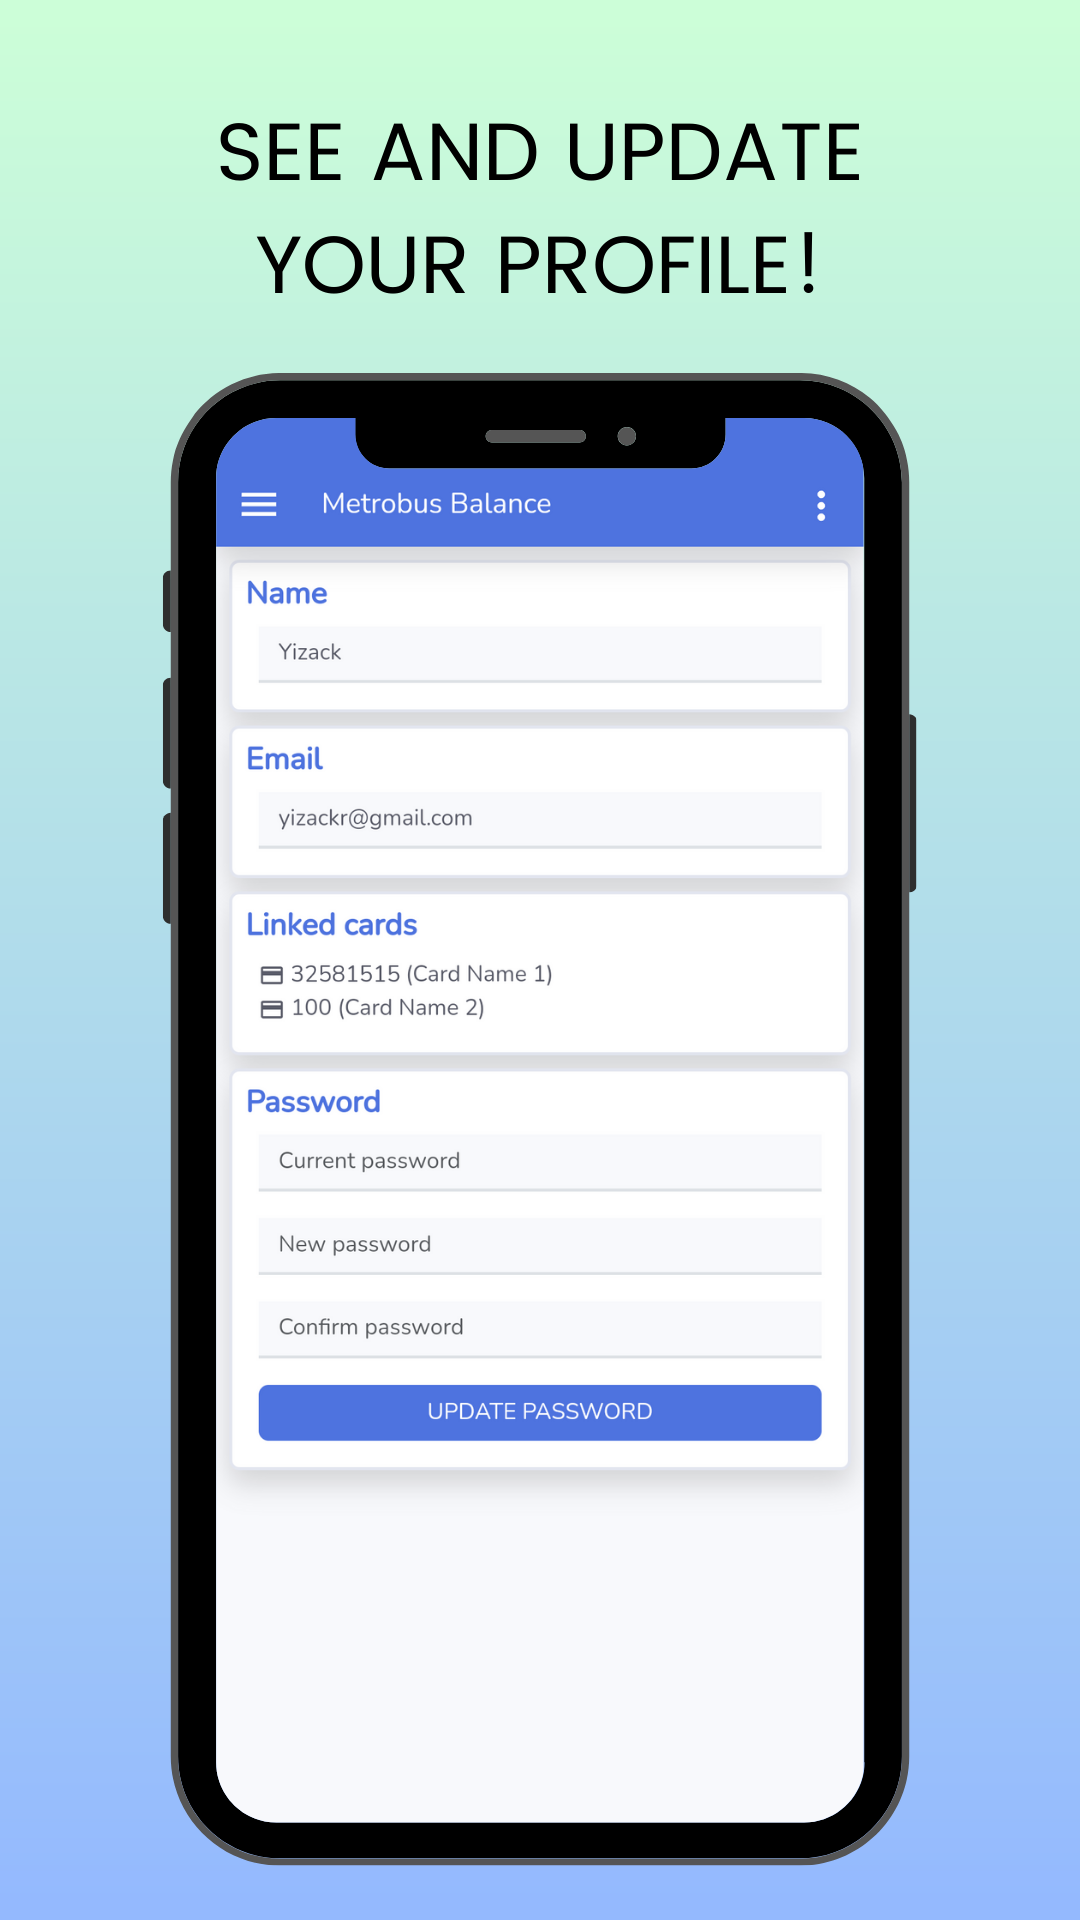 SEE AND UPDATE
YOUR PROFILE!
Metrobus Balance
Name
Yizack
Email
yizackr@gmail.com
Linked cards
32581515 (Card Name 1)
100 (Card Name 2)
Password
Current password
New password
Confirm password
UPDATE PASSWORD